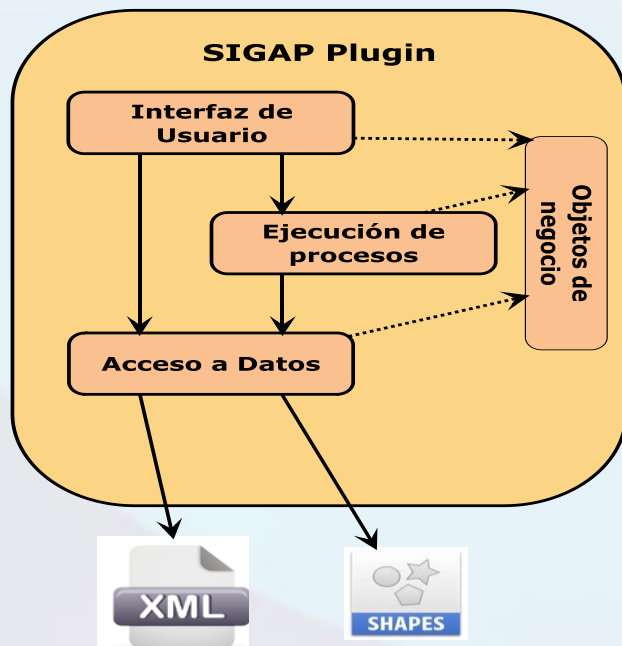 SIGAP Plugin
Interfaz de
Usuario
Ejecución de
procesos
Objetos de
negocio
Acceso a Datos
XML
SHAPES